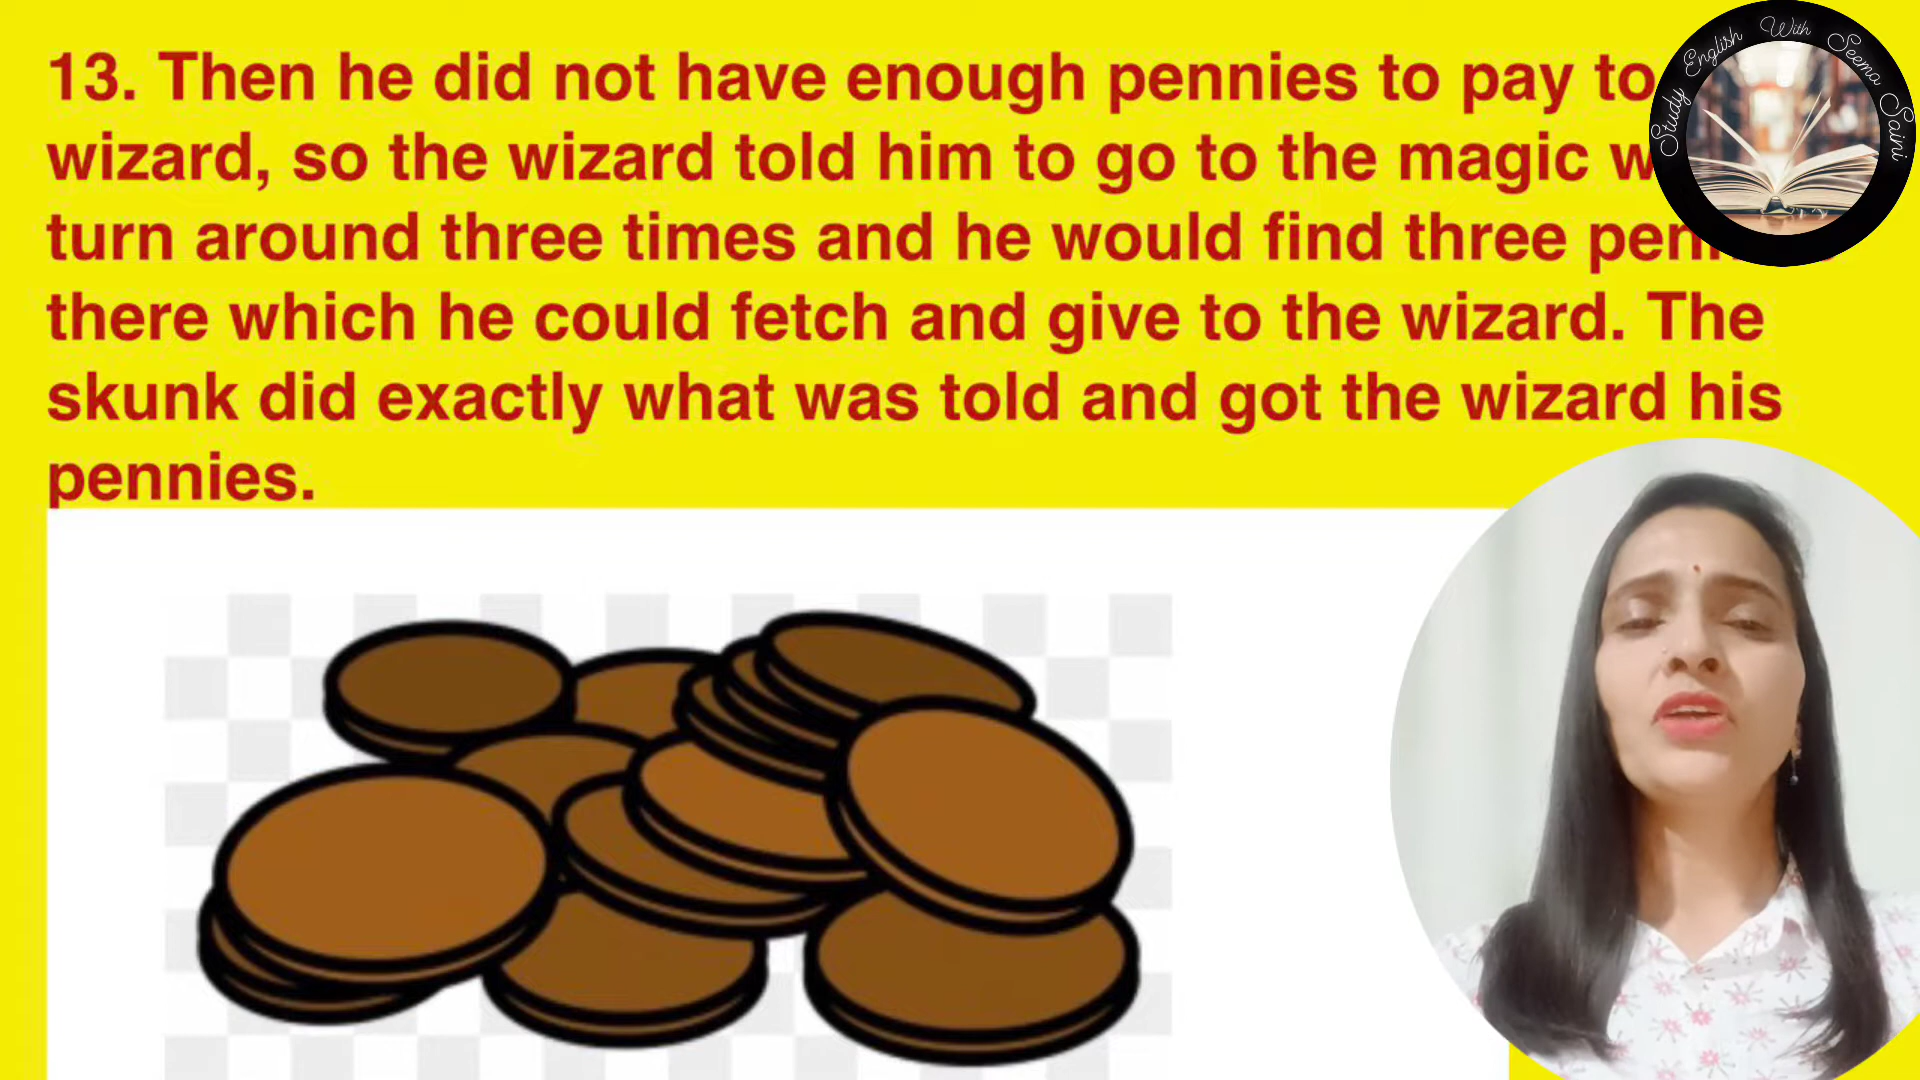 13. Then he did not have enough pennies to pay to
wizard, so the wizard told him to go to the magic
turn around three times and he would find three
there which he could fetch and give to the wizard. The
skunk did exactly what was told and got the wizard his
pennies.
Study English With Seema Saini